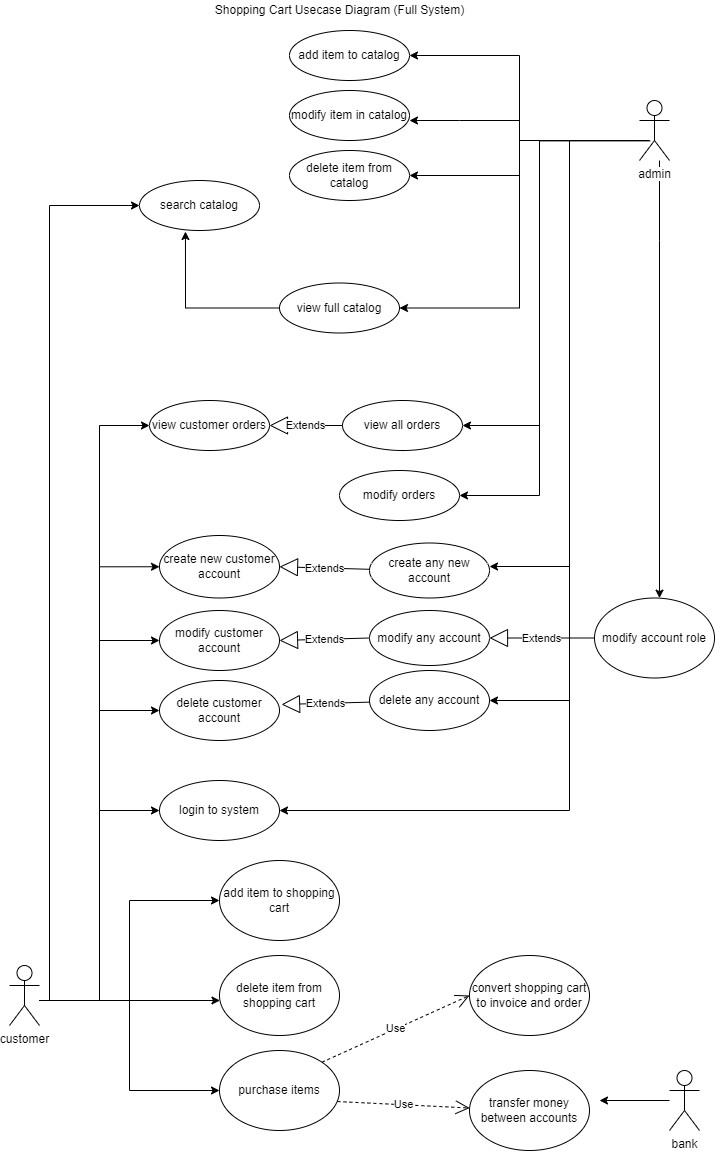 Shopping Cart Usecase Diagram (Full System)
add item to catalog
modify item in catalog
delete item from
catalog
admin
search catalog
view full catalog
view customer orders
Extends
view all orders
modify orders
create new customer
account
Extends
create any new
account
modify customer
account
Extends
modify any account
Extends
modify account role
delete customer
account
Extends
delete any account
login to system
add item to shopping
cart
delete item from
shopping cart
convert shopping cart
to invoice and order
customer
Use
purchase items
Use
transfer money
between accounts
bank